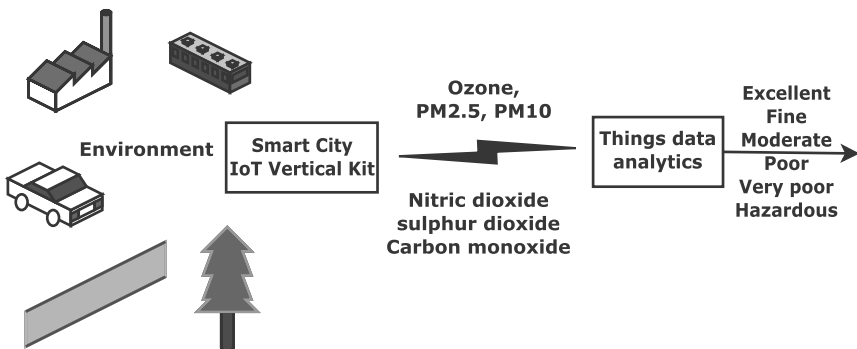 Environment
Smart City
IoT Vertical Kit
Ozone,
PM2.5, PM10
Nitric dioxide
sulphur dioxide
Carbon monoxide
Things data
analytics
Excellent
Fine
Moderate
Poor
Very poor
Hazardous